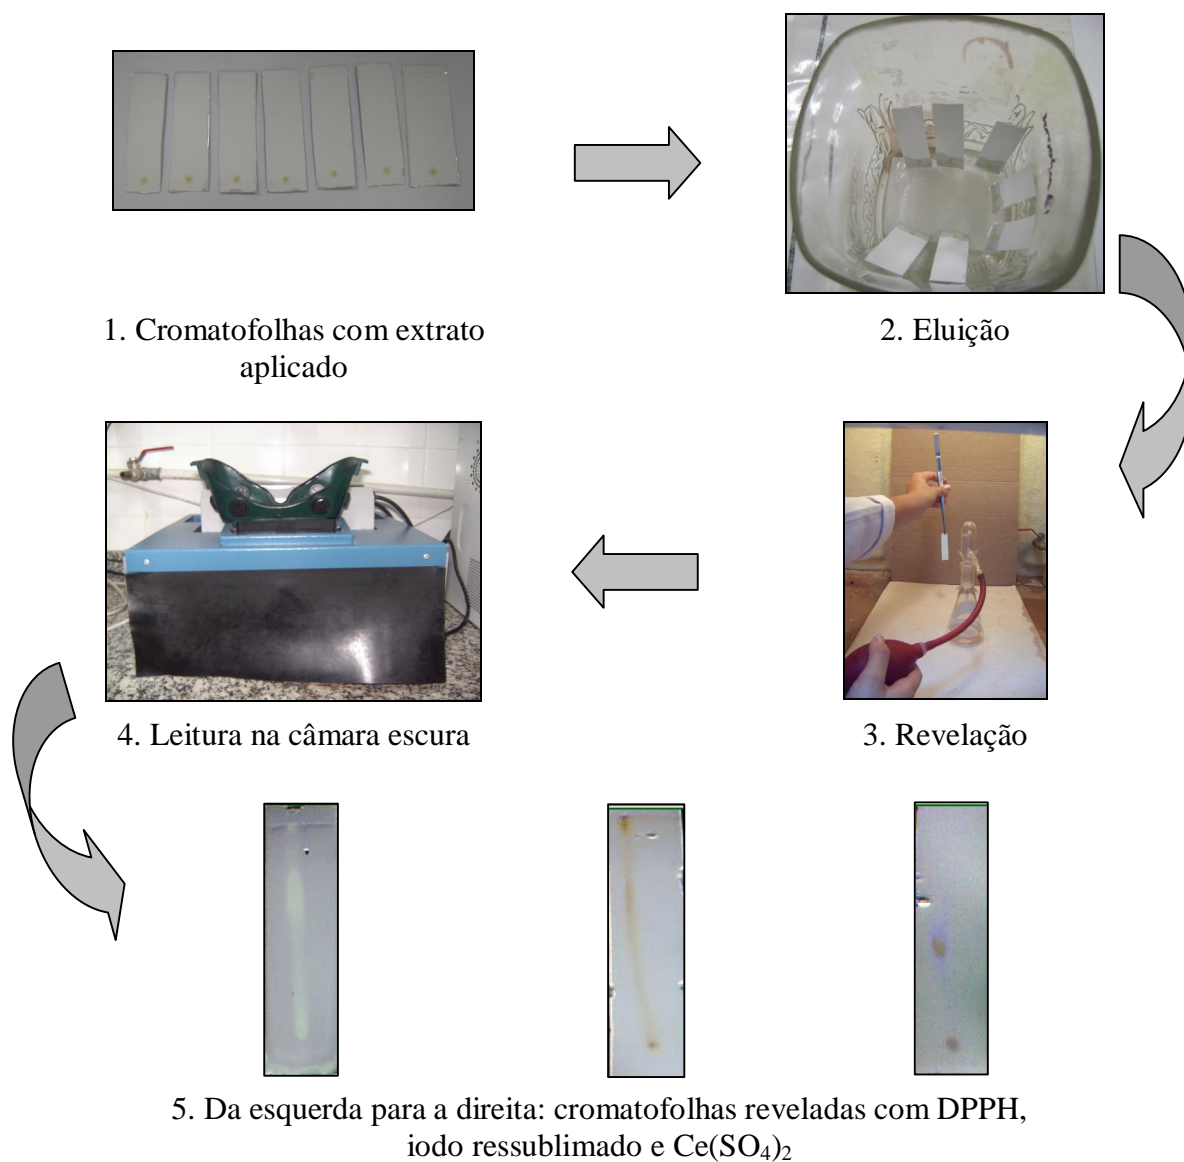 1. Cromatofolhas com extrato
aplicado
2. Eluição
4. Leitura na câmara escura
3. Revelação
5. Da esquerda para a direita: cromatofolhas reveladas com DPPH,
iodo ressublimado e Ce(SO₄)₂